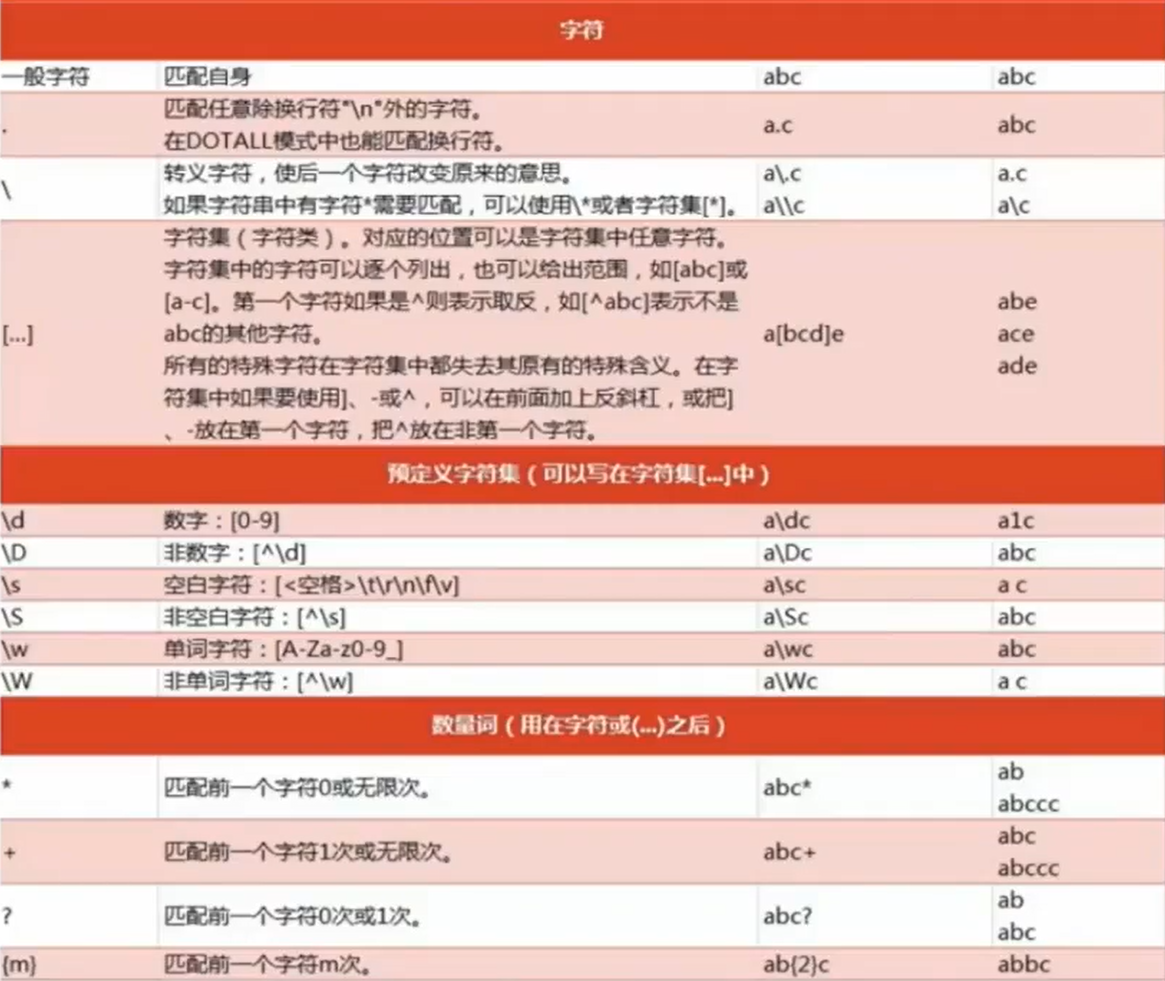 字符
一般字符 匹配自身 abc abc
. 匹配任意除换行符"\n"外的字符。
在DOTALL模式中也能匹配换行符。 a.c abc
\ 转义字符，使后一个字符改变原来的意思。 a\.c a.c
如果字符串中有字符*需要匹配，可以使用\*或者字符集[*]。 a\\c a\c
[...] 字符集（字符类）。对应的位置可以是字符集中任意字符。
字符集中的字符可以逐个列出，也可以给出范围，如[abc]或
[a-c]。第一个字符如果是^则表示取反，如[^abc]表示不是 abe
abc的其他字符。 a[bcd]e ace
所有的特殊字符在字符集中都失去其原有的特殊含义。在字 ade
符集中如果要使用]、-或^，可以在前面加上反斜杠，或把]
、-放在第一个字符，把^放在非第一个字符。
预定义字符集（可以写在字符集[...]中）
\d 数字：[0-9] a\dc a1c
\D 非数字：[^\d] a\Dc abc
\s 空白字符：[<空格>\t\r\n\f\v] a\sc a c
\S 非空白字符：[^\s] a\Sc abc
\w 单词字符：[A-Za-z0-9_] a\wc abc
\W 非单词字符：[^\w] a\Wc a c
数量词（用在字符或(...)之后）
* 匹配前一个字符0或无限次。 abc* ab
abccc
+ 匹配前一个字符1次或无限次。 abc+ abc
abccc
? 匹配前一个字符0次或1次。 abc? ab
abc
{m} 匹配前一个字符m次。 ab{2}c abbc